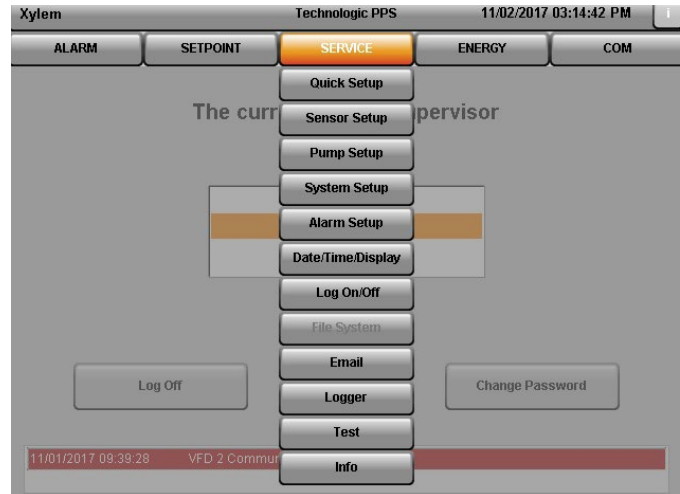 Xylem Technologic PPS 11/02/2017 03:14:42 PM i
ALARM SETPOINT SERVICE ENERGY COM
Quick Setup
The curr pervisor
Sensor Setup
Pump Setup
System Setup
Alarm Setup
Date/Time/Display
Log On/Off
File System
Email
Log Off Change Password
Logger
Test
11/01/2017 09:39:28 VFD 2 Commun
Info